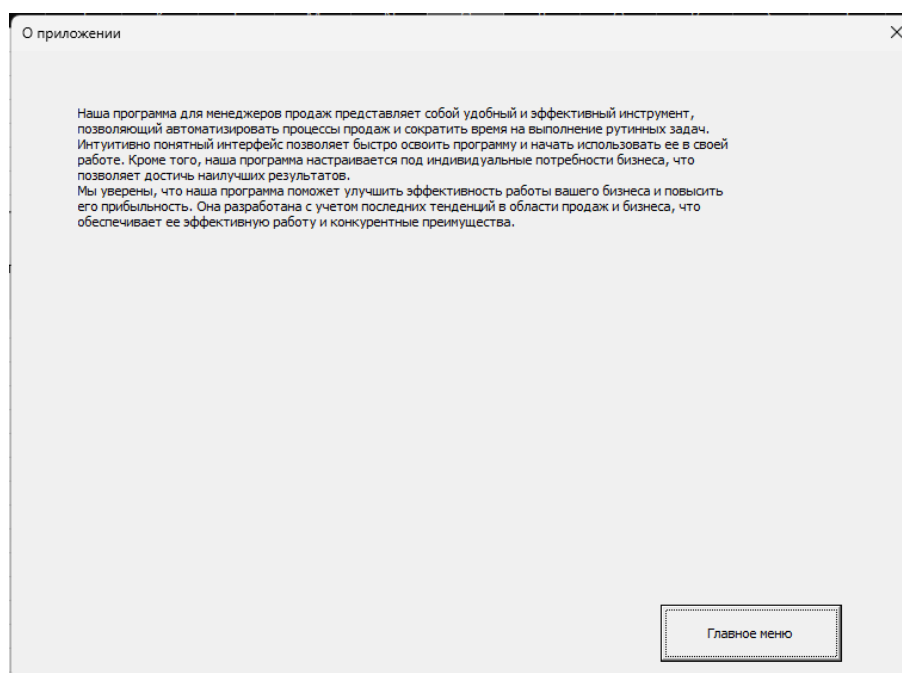 О приложении
Наша программа для менеджеров продаж представляет собой удобный и эффективный инструмент,
позволяющий автоматизировать процессы продаж и сократить время на выполнение рутинных задач.
Интуитивно понятный интерфейс позволяет быстро освоить программу и начать использовать ее в своей
работе. Кроме того, наша программа настраивается под индивидуальные потребности бизнеса, что
позволяет достичь наилучших результатов.
Мы уверены, что наша программа поможет улучшить эффективность работы вашего бизнеса и повысить
его прибыльность. Она разработана с учетом последних тенденций в области продаж и бизнеса, что
обеспечивает ее эффективную работу и конкурентные преимущества.
Главное меню